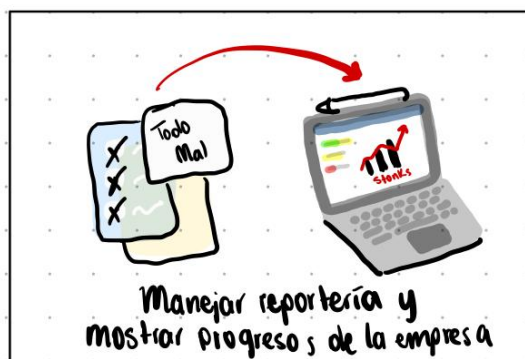 Todo
Mal
Stonks
Manejar reportería y
mostrar progresos de la empresa